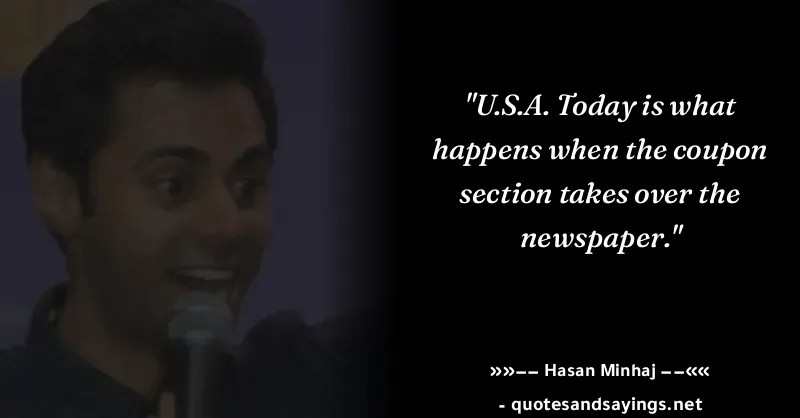 "U.S.A. Today is what
happens when the coupon
section takes over the
newspaper."
»»–– Hasan Minhaj ––««
- quotesandsayings.net